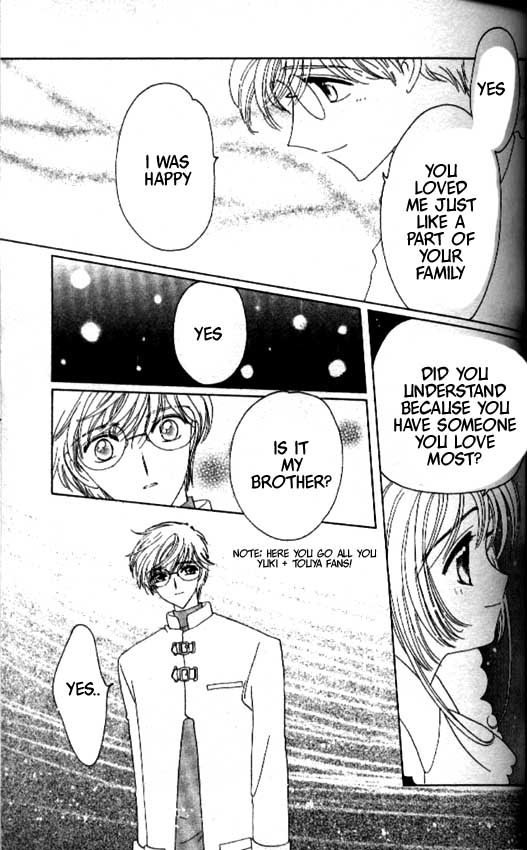 YES
YOU
LOVED
ME JUST
LIKE A
PART OF
YOUR
FAMILY
I WAS
HAPPY
DID YOU
UNDERSTAND
BECAUSE YOU
HAVE SOMEONE
YOU LOVE
MOST?
YES
IS IT
MY
BROTHER?
NOTE: HERE YOU GO ALL YOU
YUKI + TOUYA FANS!
YES..